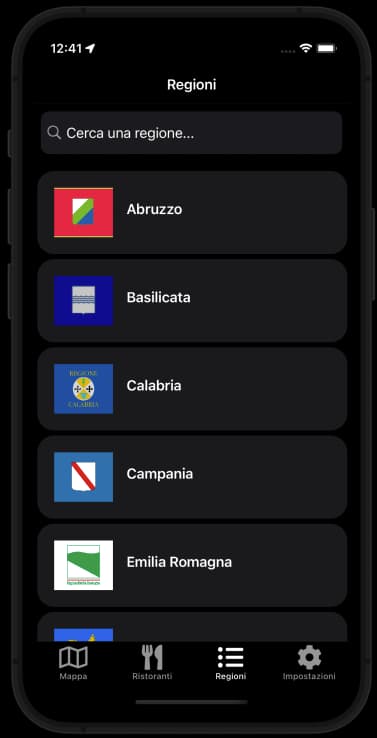 12:41
Regioni
Cerca una regione...
Abruzzo
Basilicata
REGIONE
CALABRIA
Calabria
Campania
Emilia Romagna
Mappa
Ristoranti
Regioni
Impostazioni